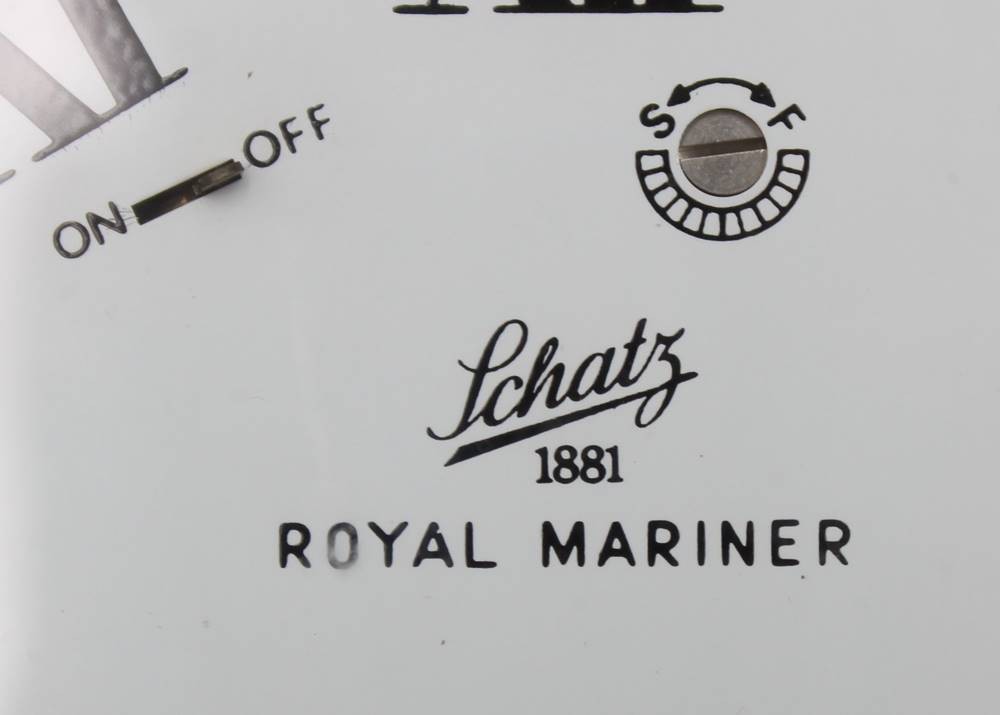 OFF
ON
S F
Schatz
1881
ROYAL MARINER